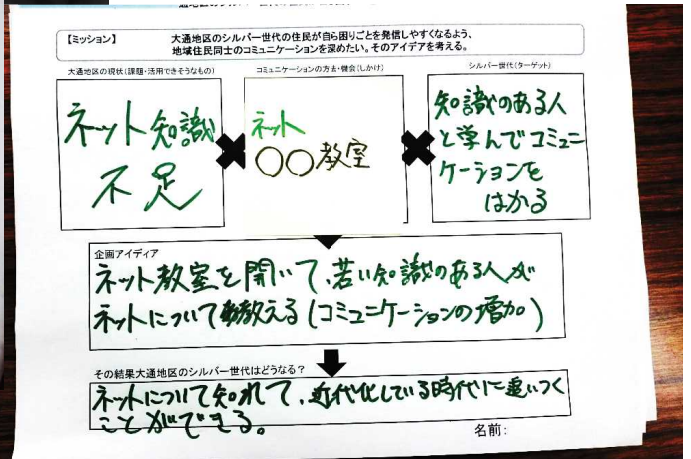 【ミッション】
大通地区のシルバー世代の住民が自ら困りごとを発信しやすくなるよう、
地域住民同士のコミュニケーションを深めたい。そのアイデアを考える。
大通地区の現状(課題・活用できそうなもの)
ネット知識
不足
コミュニケーションの方法・機会(しかけ)
ネット
〇〇教室
シルバー世代(ターゲット)
知識のある人
と学んでコミュニ
ケーションを
はかる
企画アイディア
ネット教室を開いて、若い知識のある人が
ネットについて教える(コミュニケーションの増加)
その結果大通地区のシルバー世代はどうなる?
ネットについて知れて、近代化している時代に追いつく
ことができる。
名前: